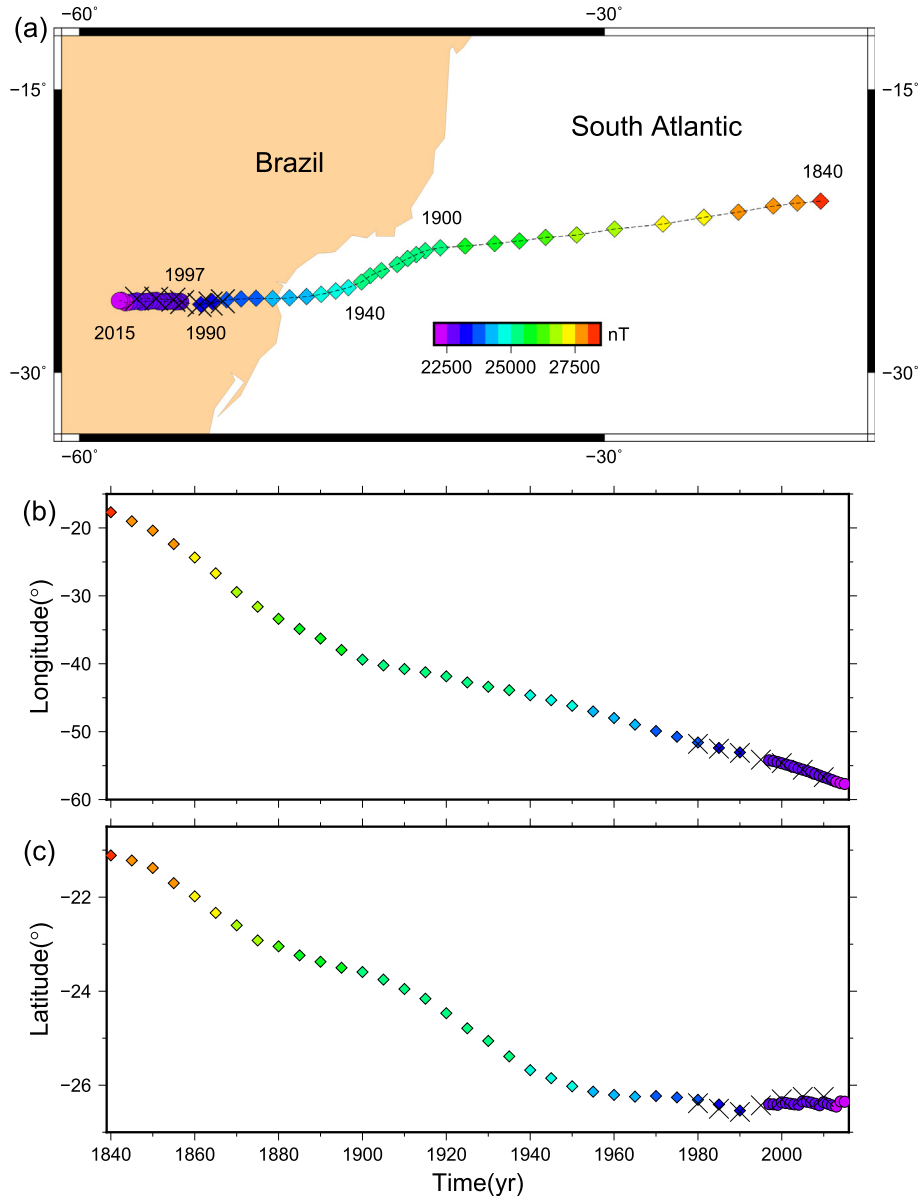 (a)
−60° −30°
−15° −15°
South Atlantic
Brazil
1840
1900
1997
2015 1990 1940
nT
22500 25000 27500
−30° −30°
−60° −30°
(b)
−20
−30
−40
−50
−60
Longitude(°)
(c)
−22
−24
−26
Latitude(°)
1840 1860 1880 1900 1920 1940 1960 1980 2000
Time(yr)